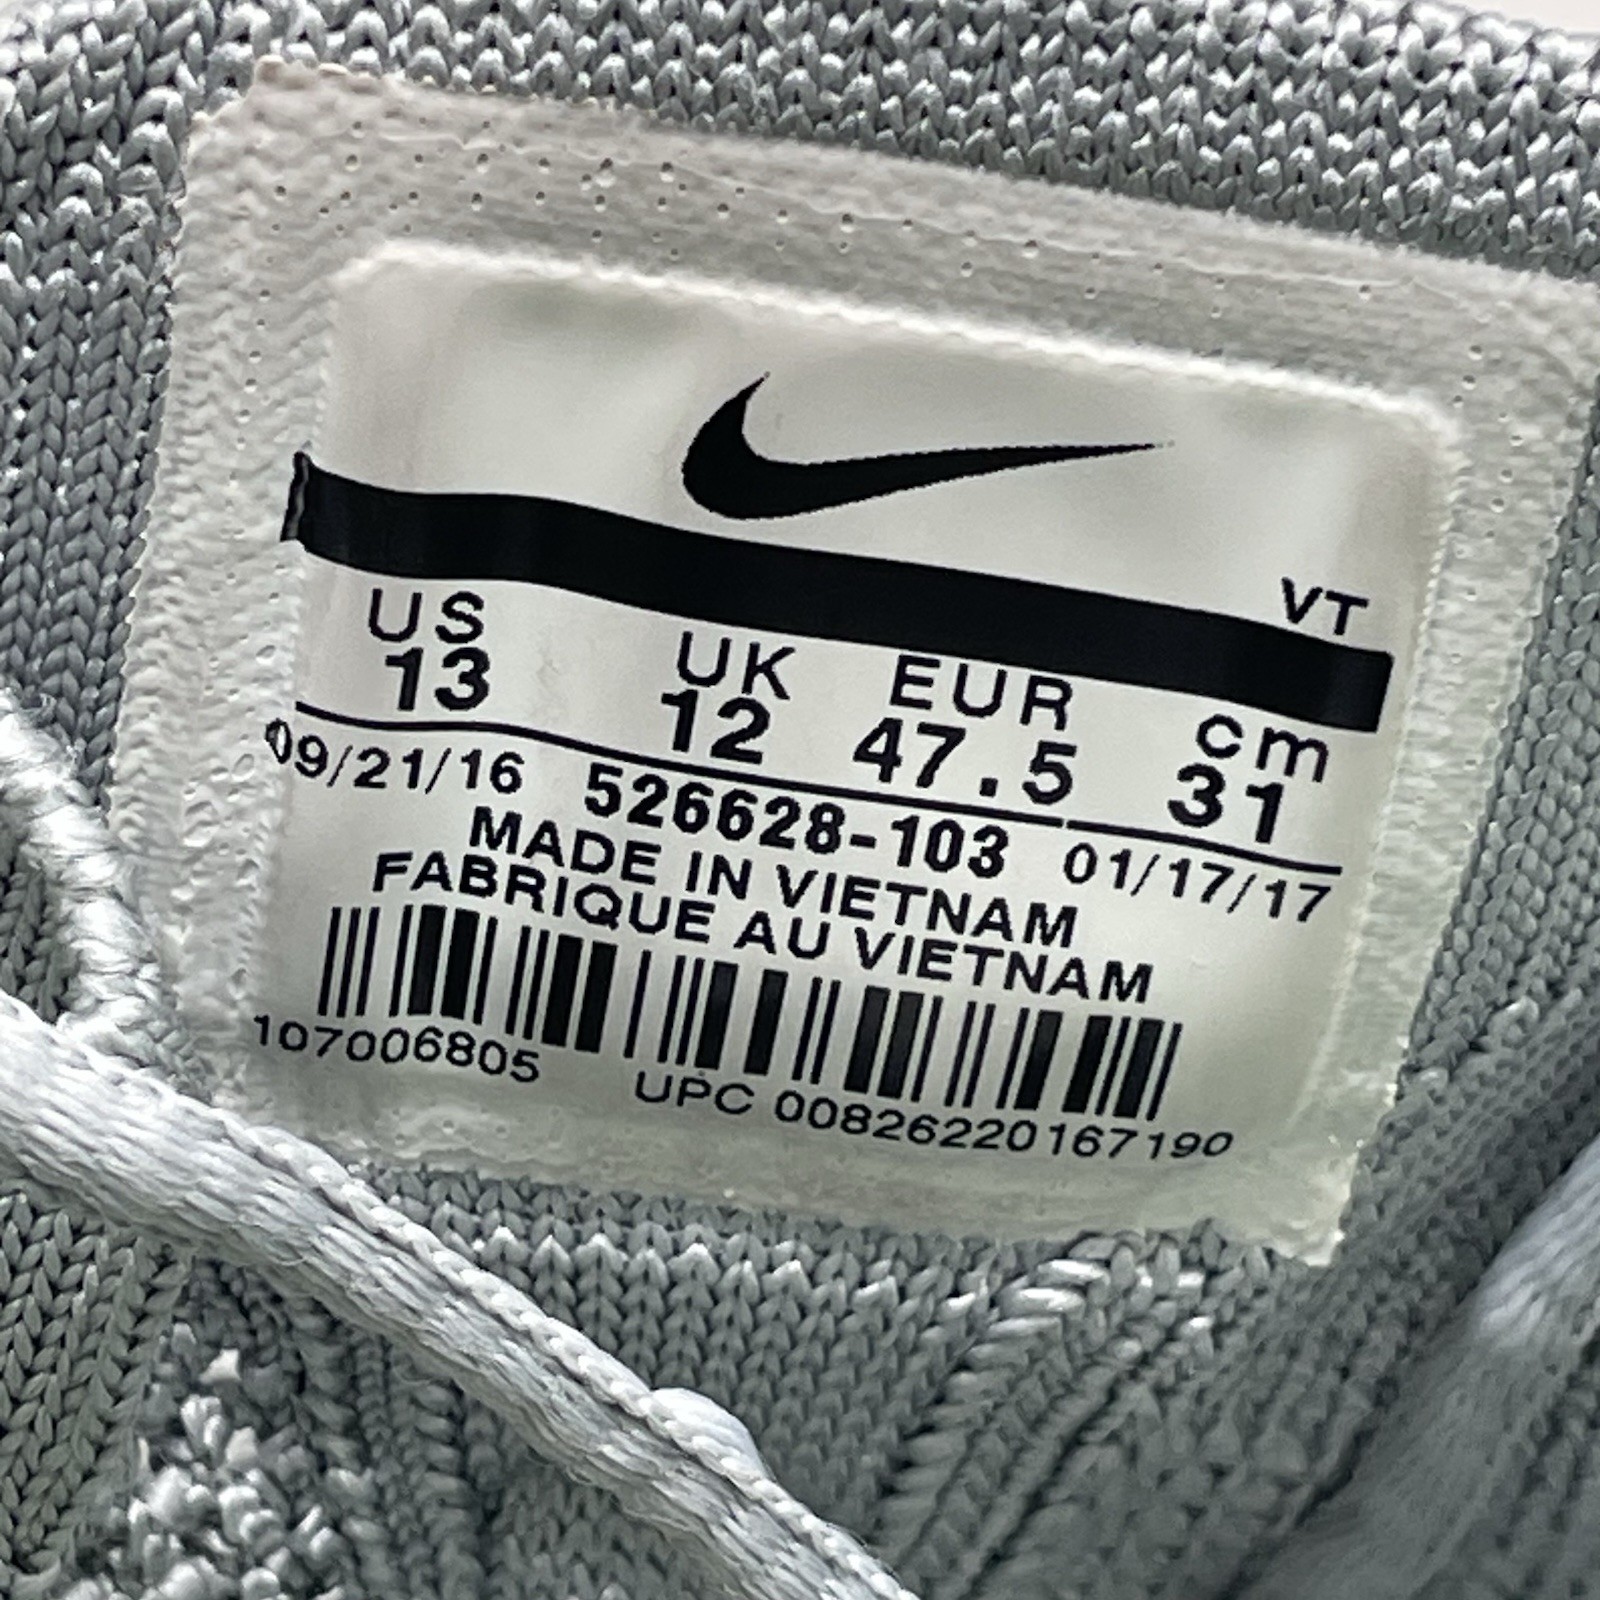 VT
US UK EUR cm
13 12 47.5 31
09/21/16 526628-103 01/17/17
MADE IN VIETNAM
FABRIQUE AU VIETNAM
107006805 UPC 00826220167190